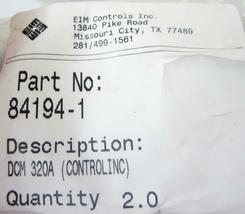 EIM Controls Inc.
13840 Pike Road
Missouri City, TX 77489
281/499-1561
Part No:
84194-1
Description:
DCM 320A (CONTROLINC)
Quantity 2.0